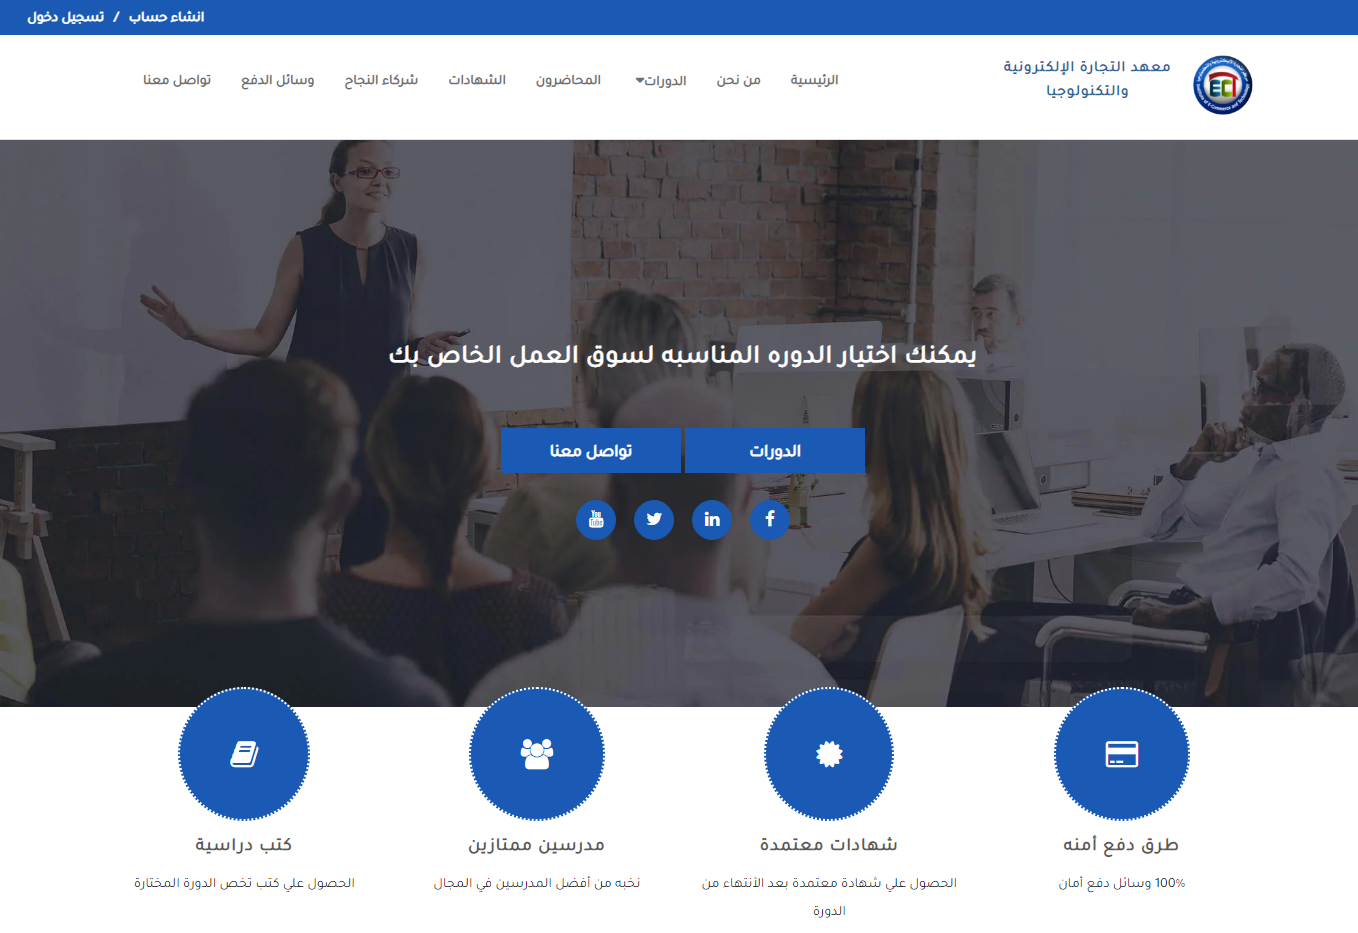 انشاء حساب / تسجيل دخول
معهد التجارة الإلكترونية
والتكنولوجيا
الرئيسية
من نحن
الدورات
المحاضرون
الشهادات
شركاء النجاح
وسائل الدفع
تواصل معنا
يمكنك اختيار الدوره المناسبه لسوق العمل الخاص بك
الدورات
تواصل معنا
طرق دفع أمنه
100% وسائل دفع أمان
شهادات معتمدة
الحصول علي شهادة معتمدة بعد الأنتهاء من
الدورة
مدرسين ممتازين
نخبه من أفضل المدرسين في المجال
كتب دراسية
الحصول علي كتب تخص الدورة المختارة